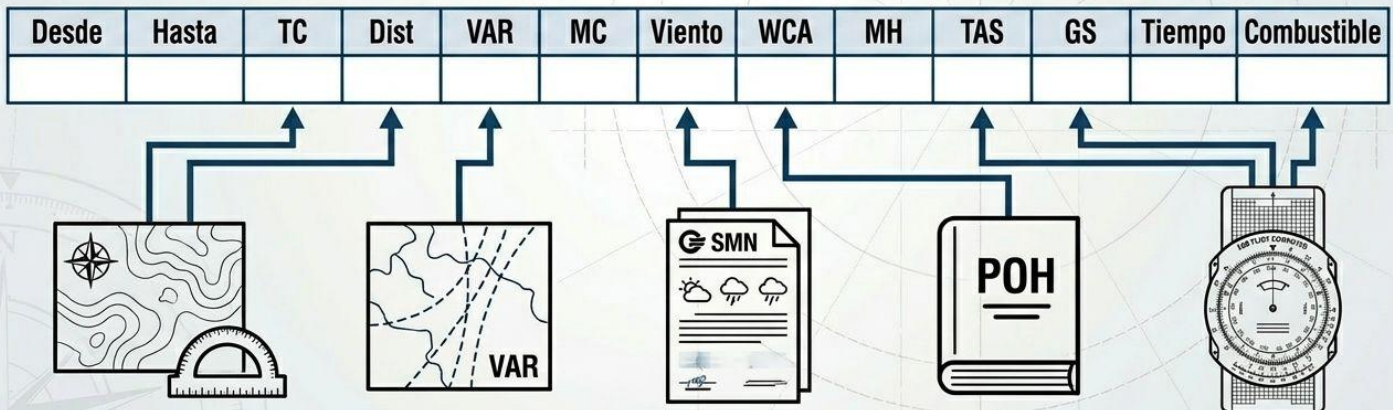 Desde Hasta TC Dist VAR MC Viento WCA MH TAS GS Tiempo Combustible
VAR
SMN
POH